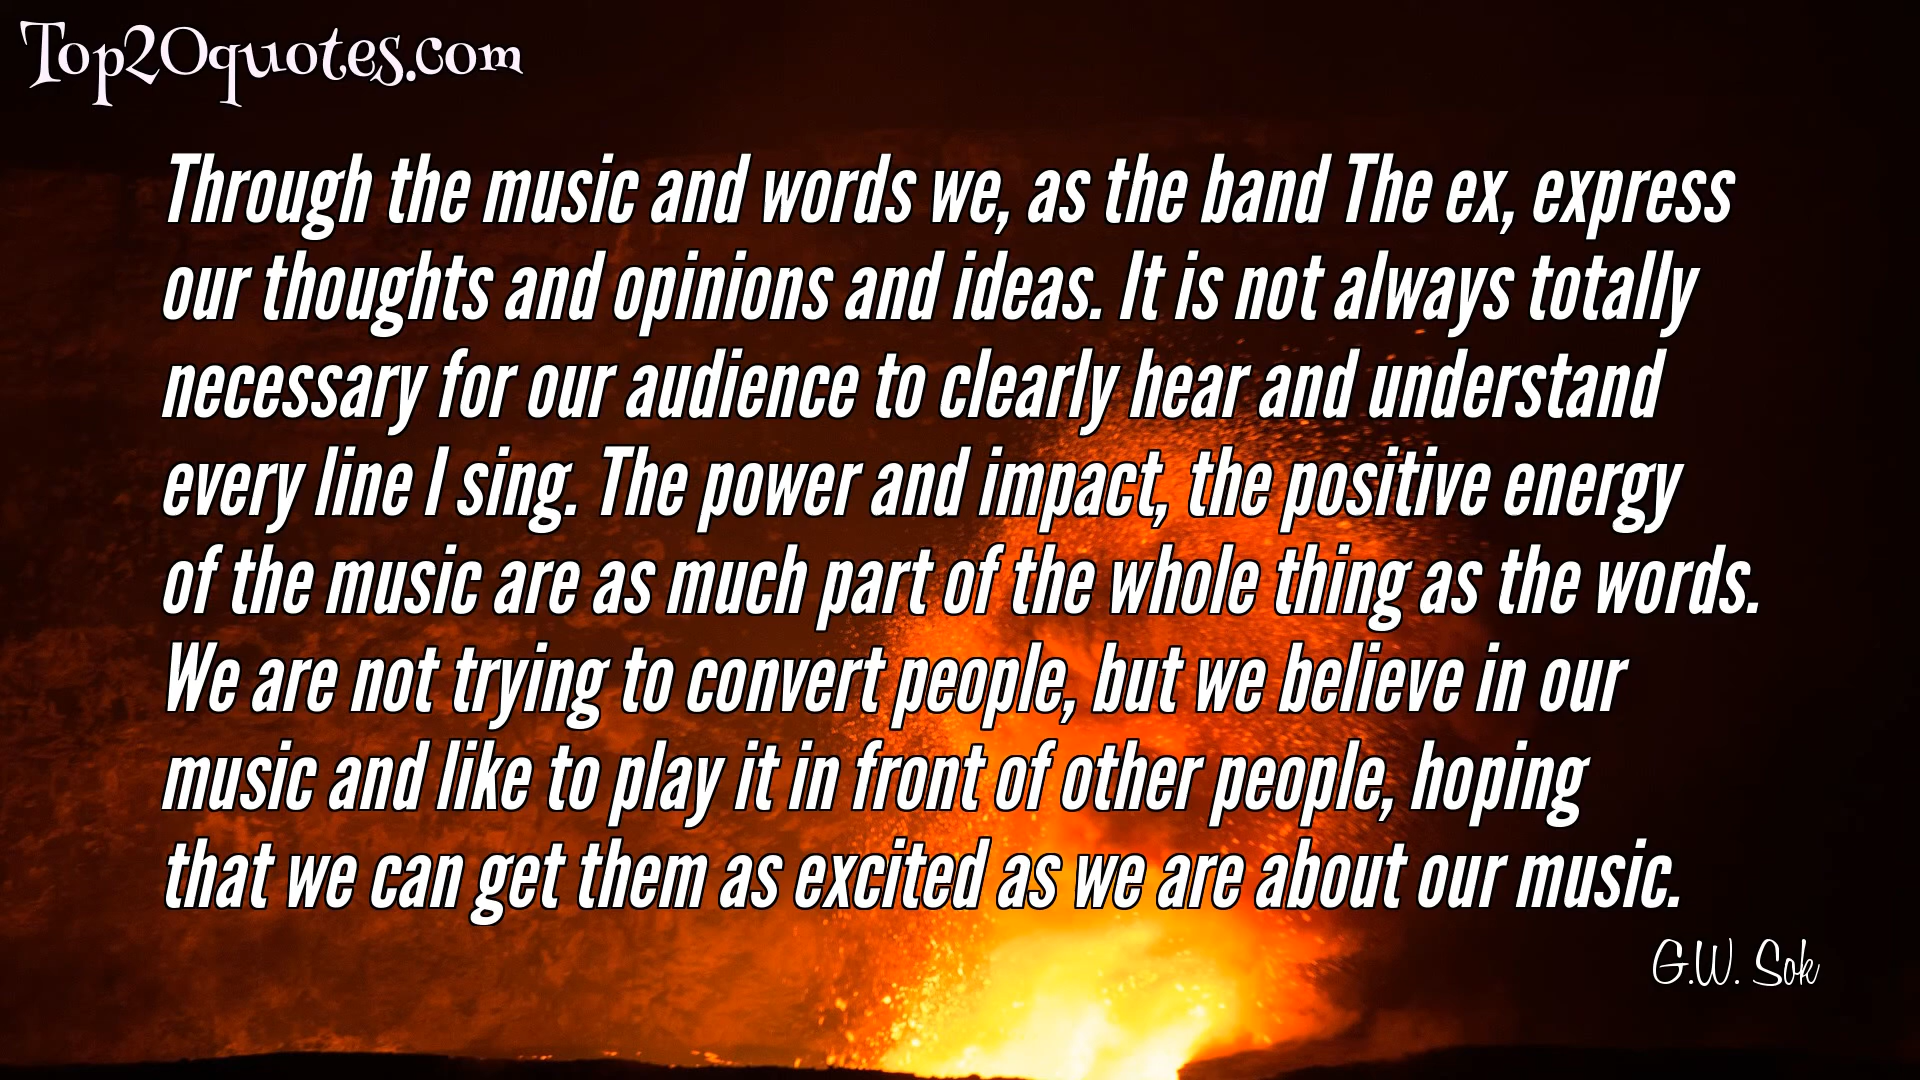 Top20quotes.com
Through the music and words we, as the band The ex, express
our thoughts and opinions and ideas. It is not always totally
necessary for our audience to clearly hear and understand
every line I sing. The power and impact, the positive energy
of the music are as much part of the whole thing as the words.
We are not trying to convert people, but we believe in our
music and like to play it in front of other people, hoping
that we can get them as excited as we are about our music.
G.W. Sok